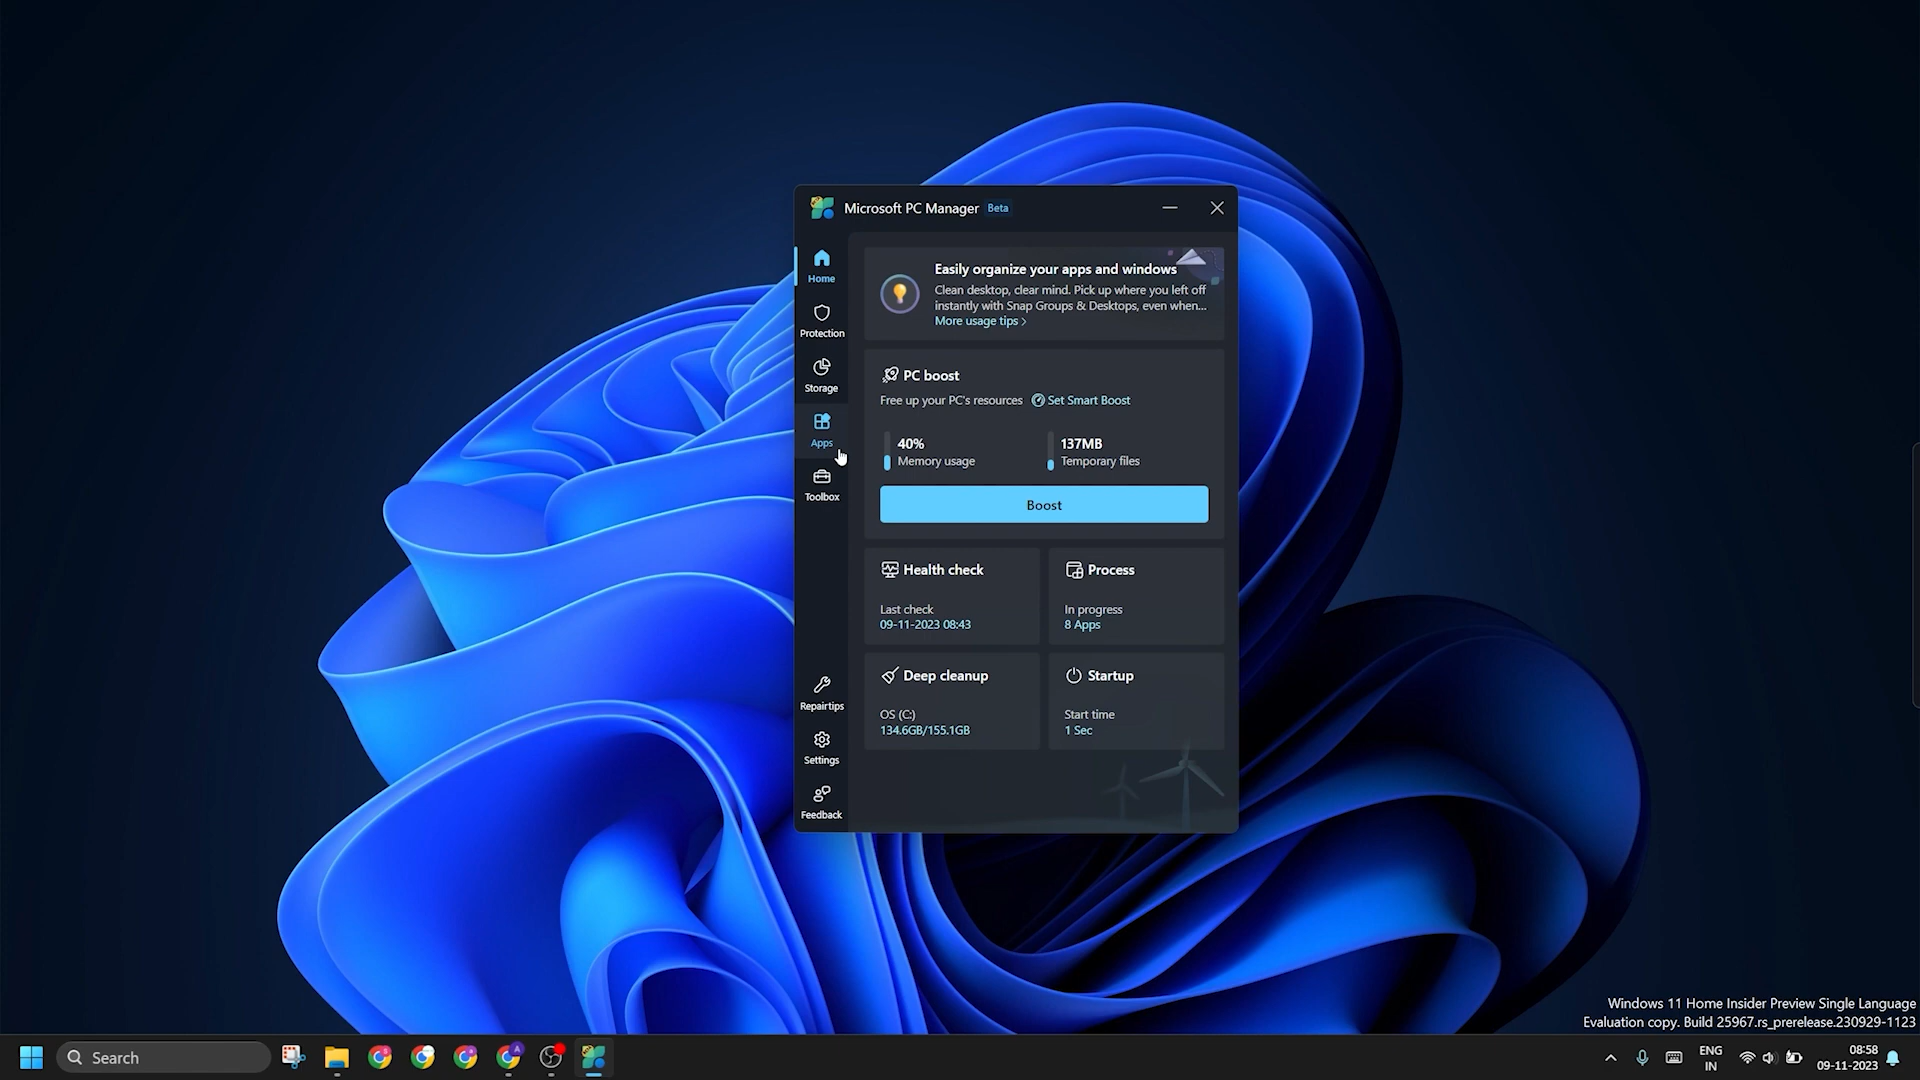 Microsoft PC Manager Beta
Home
Protection
Storage
Apps
Toolbox
Repairtips
Settings
Feedback
Easily organize your apps and windows
Clean desktop, clear mind. Pick up where you left off
instantly with Snap Groups & Desktops, even when...
More usage tips >
PC boost
Free up your PC's resources Set Smart Boost
40%
Memory usage
137MB
Temporary files
Boost
Health check
Last check
09-11-2023 08:43
Process
In progress
8 Apps
Deep cleanup
OS (C:)
134.6GB/155.1GB
Startup
Start time
1 Sec
Windows 11 Home Insider Preview Single Language
Evaluation copy. Build 25967.rs_prerelease.230929-1123
Search
A
ENG
IN
08:58
09-11-2023